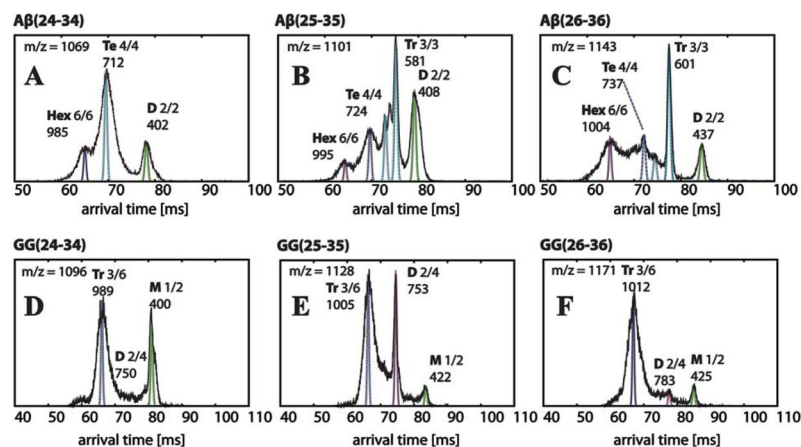 Aβ(24-34)
m/z = 1069
A
Te 4/4
712
Hex 6/6
985
D 2/2
402
50 60 70 80 90 100
arrival time [ms]
Aβ(25-35)
m/z = 1101
B
Tr 3/3
581
Te 4/4
724
D 2/2
408
Hex 6/6
995
50 60 70 80 90 100
arrival time [ms]
Aβ(26-36)
m/z = 1143
C
Tr 3/3
601
Te 4/4
737
Hex 6/6
1004
D 2/2
437
50 60 70 80 90 100
arrival time [ms]
GG(24-34)
m/z = 1096
D
Tr 3/6
989
M 1/2
400
D 2/4
750
40 50 60 70 80 90 100 110
arrival time [ms]
GG(25-35)
m/z = 1128
E
Tr 3/6
1005
D 2/4
753
M 1/2
422
50 60 70 80 90 100 110
arrival time [ms]
GG(26-36)
m/z = 1171
F
Tr 3/6
1012
D 2/4
783
M 1/2
425
40 50 60 70 80 90 100 110
arrival time [ms]